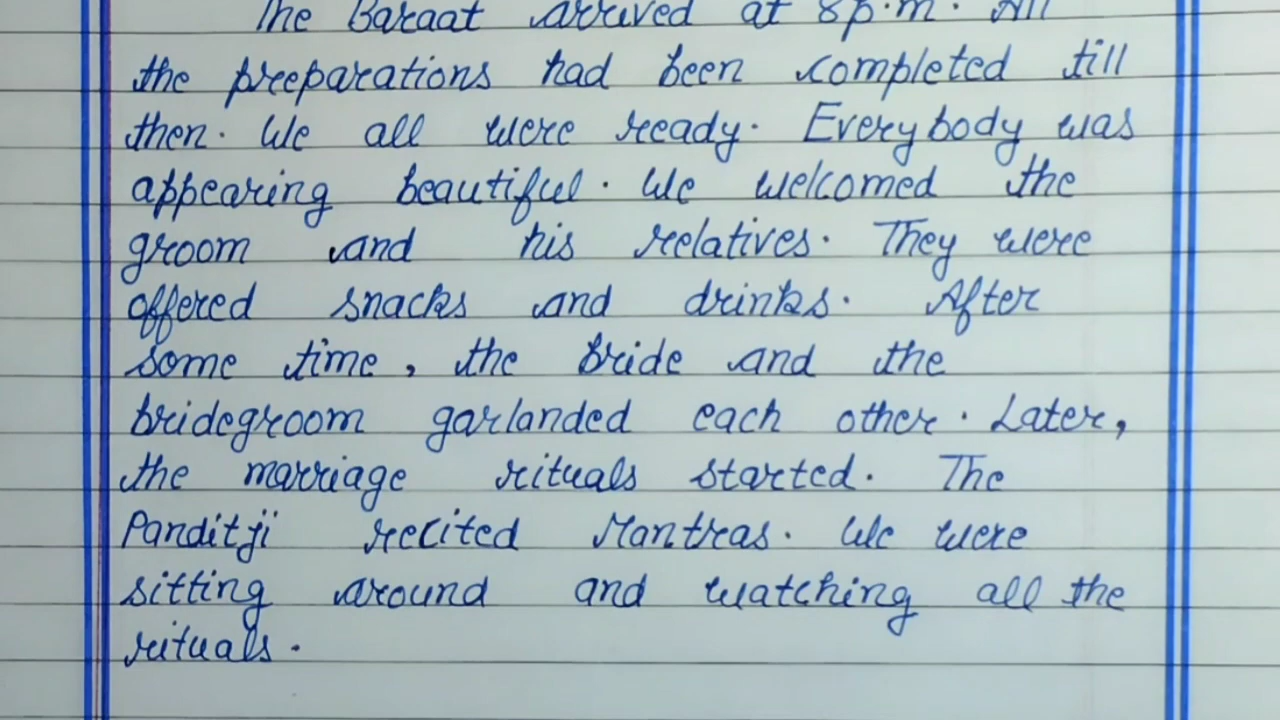 The Baraat arrived at 8p.m. All
the preeparations had been completed till
then. We all were ready. Everybody was
appearing beautiful. We welcomed the
groom and his relatives. They were
offered snacks and drinks. After
some time, the bride and the
bridegroom garlanded each other. Later,
the marriage rituals started. The
Panditji recited Mantras. We were
sitting around and watching all the
rituals.